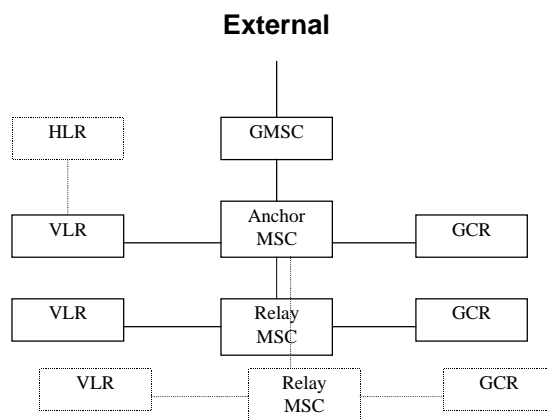 External
HLR
GMSC
VLR
Anchor
MSC
GCR
VLR
Relay
MSC
GCR
VLR
Relay
MSC
GCR